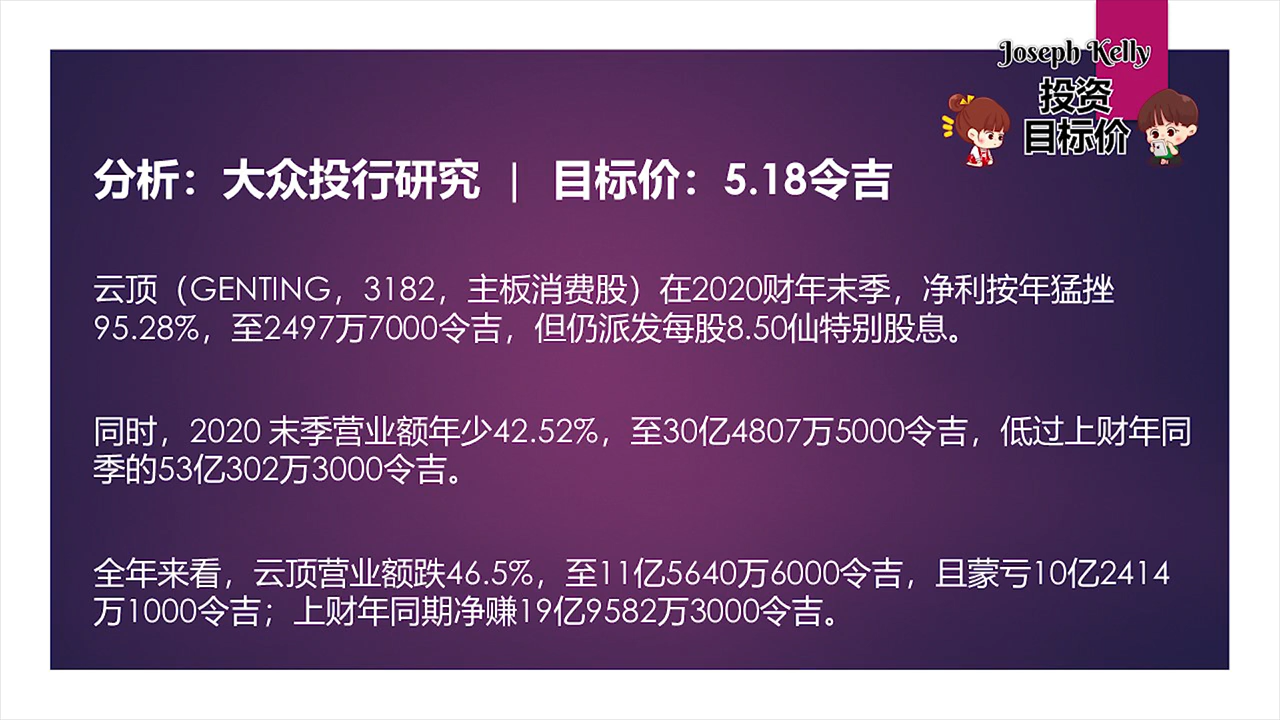 Joseph Kelly
投资
目标价
分析：大众投行研究 | 目标价：5.18令吉
云顶（GENTING，3182，主板消费股）在2020财年末季，净利按年猛挫
95.28%，至2497万7000令吉，但仍派发每股8.50仙特别股息。
同时，2020 末季营业额年少42.52%，至30亿4807万5000令吉，低过上财年同
季的53亿302万3000令吉。
全年来看，云顶营业额跌46.5%，至11亿5640万6000令吉，且蒙亏10亿2414
万1000令吉；上财年同期净赚19亿9582万3000令吉。